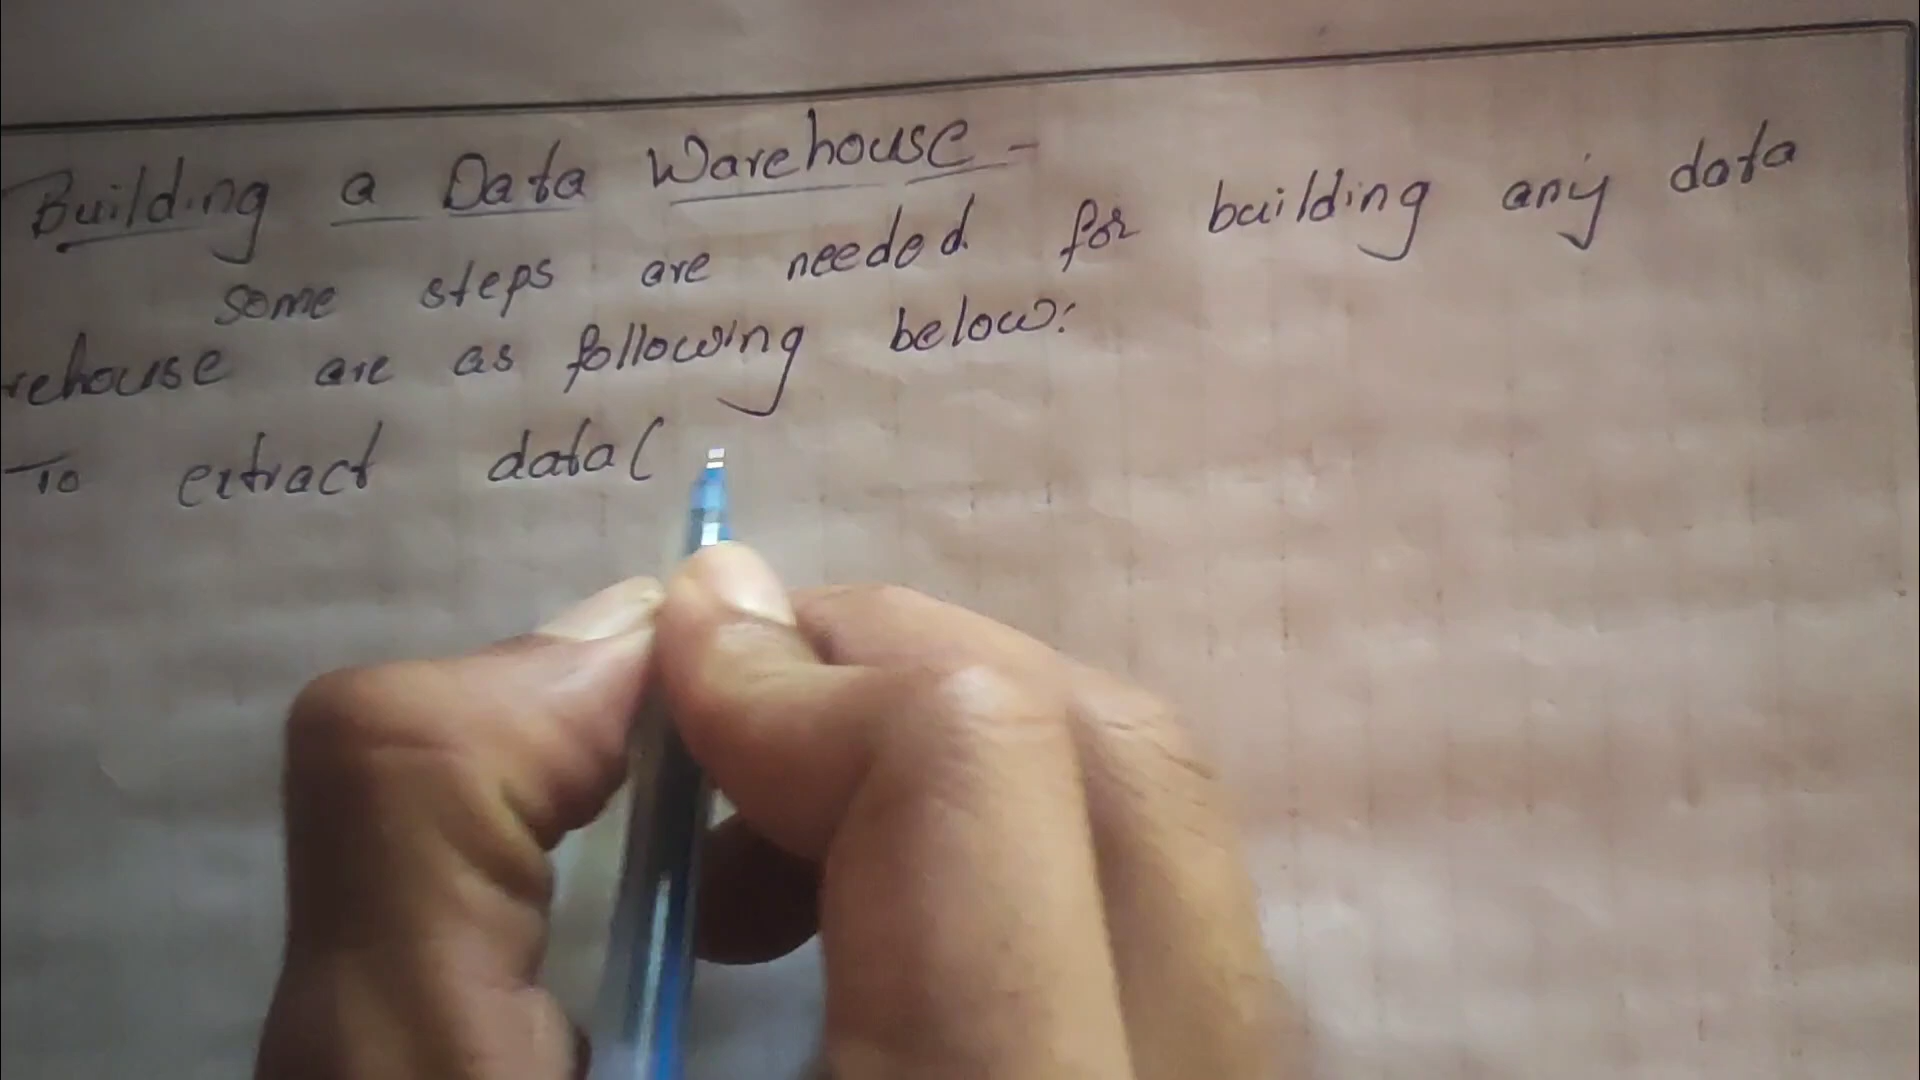 Building a Data Warehouse -
Some steps are needed for building any data
rehouse are as following below:
To extract data (